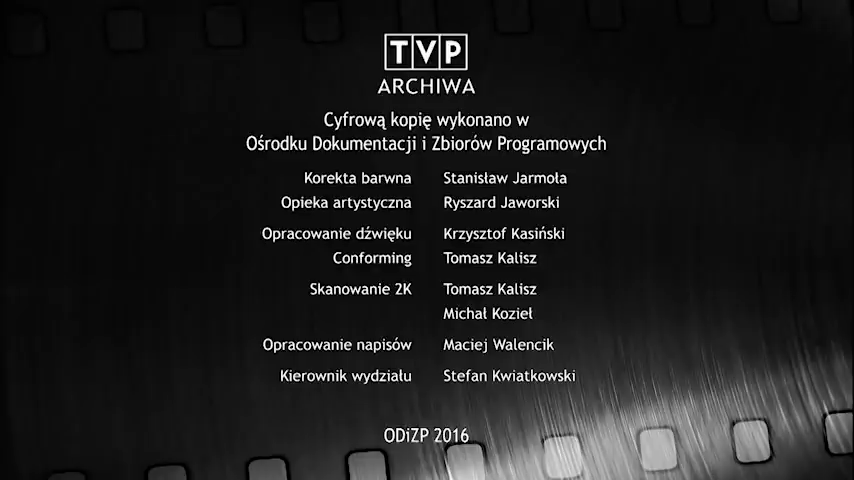 TVP
ARCHIWA
Cyfrową kopię wykonano w
Ośrodku Dokumentacji i Zbiorów Programowych
Korekta barwna Stanisław Jarmoła
Opieka artystyczna Ryszard Jaworski
Opracowanie dźwięku Krzysztof Kasiński
Conforming Tomasz Kalisz
Skanowanie 2K Tomasz Kalisz
Michał Kozieł
Opracowanie napisów Maciej Walencik
Kierownik wydziału Stefan Kwiatkowski
ODiZP 2016